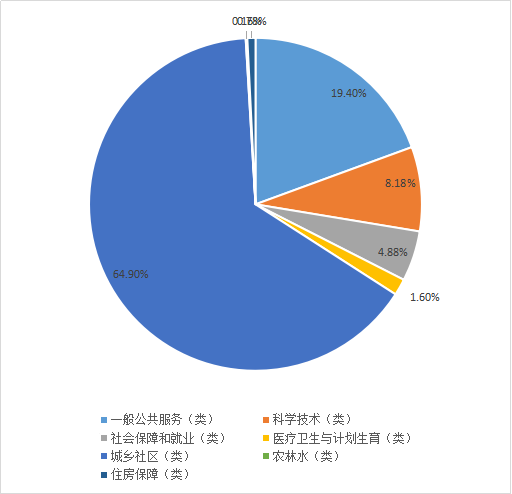 19.40%
8.18%
4.88%
64.90%
1.60%
一般公共服务（类） 科学技术（类）
社会保障和就业（类） 医疗卫生与计划生育（类）
城乡社区（类） 农林水（类）
住房保障（类）